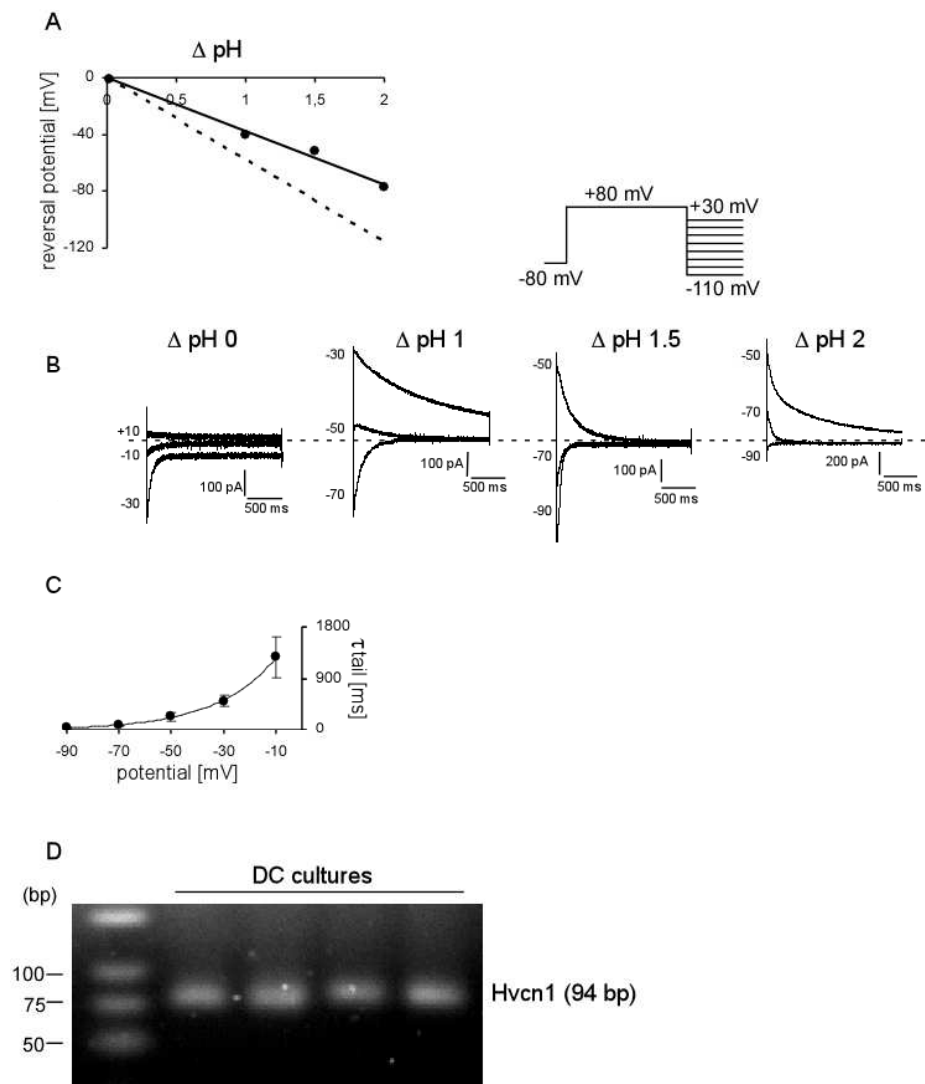 A
Δ pH
reversal potential [mV]
0
-40
-80
-120
0 0,5 1 1,5 2
+80 mV
+30 mV
-80 mV
-110 mV
B
Δ pH 0
Δ pH 1
Δ pH 1.5
Δ pH 2
+10
-10
-30
100 pA
500 ms
-30
-50
-70
100 pA
500 ms
-50
-70
-90
100 pA
500 ms
-50
-70
-90
200 pA
500 ms
C
1800
900
0
τ tail [ms]
-90 -70 -50 -30 -10
potential [mV]
D
DC cultures
(bp)
100
75
50
Hvcn1 (94 bp)